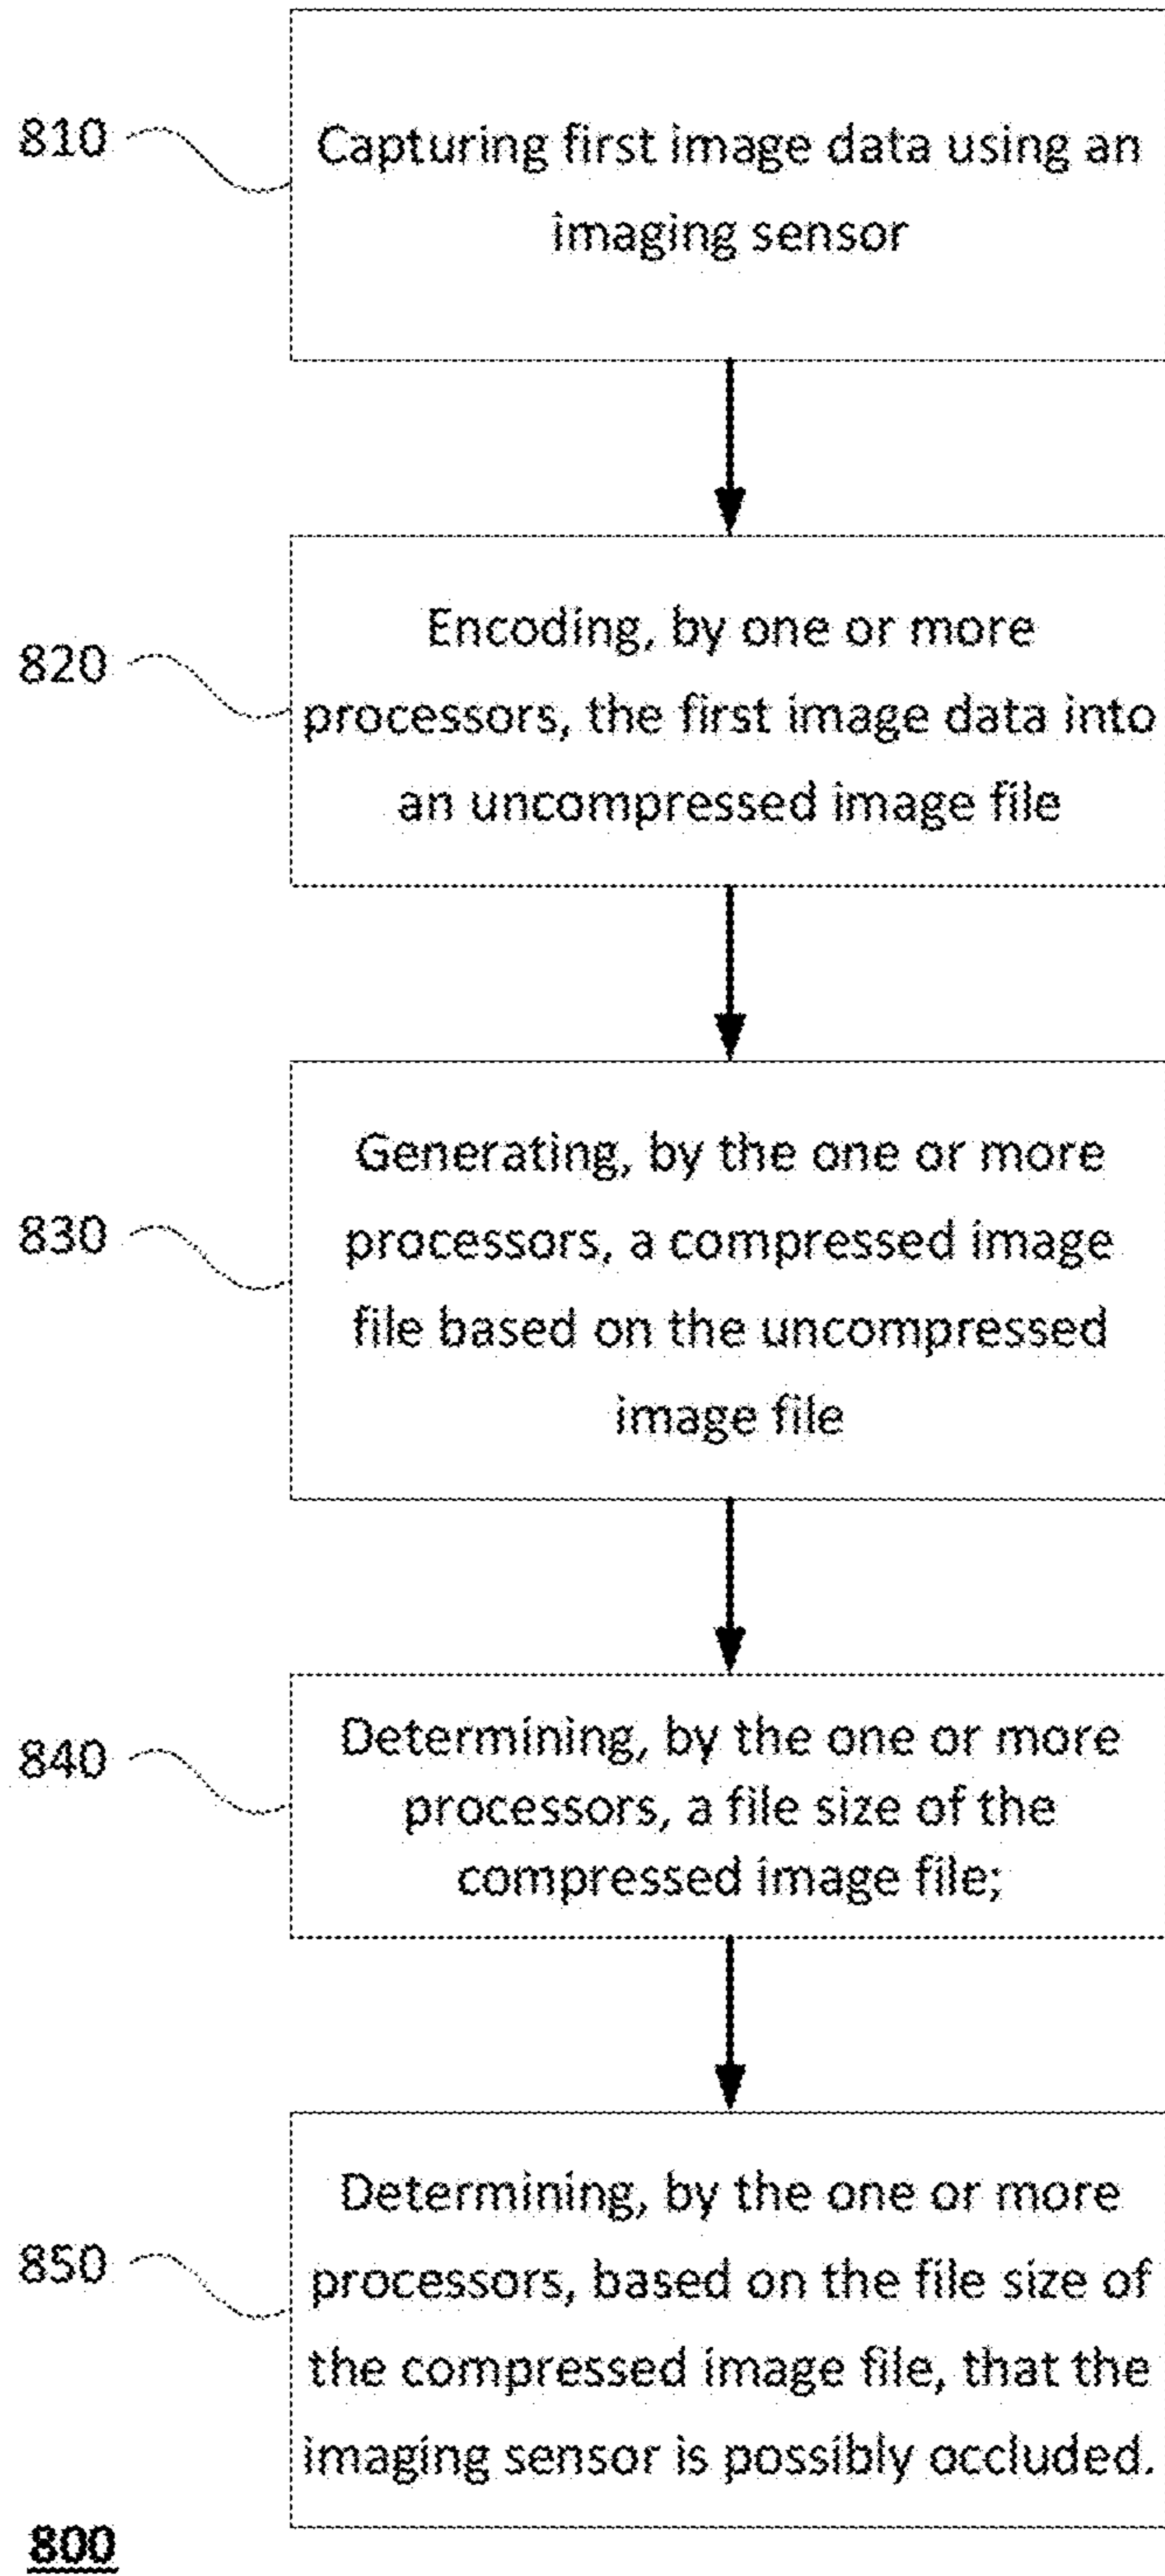 810
Capturing first image data using an
imaging sensor
820
Encoding, by one or more
processors, the first image data into
an uncompressed image file
830
Generating, by the one or more
processors, a compressed image
file based on the uncompressed
image file
840
Determining, by the one or more
processors, a file size of the
compressed image file;
850
Determining, by the one or more
processors, based on the file size of
the compressed image file, that the
imaging sensor is possibly occluded.
800